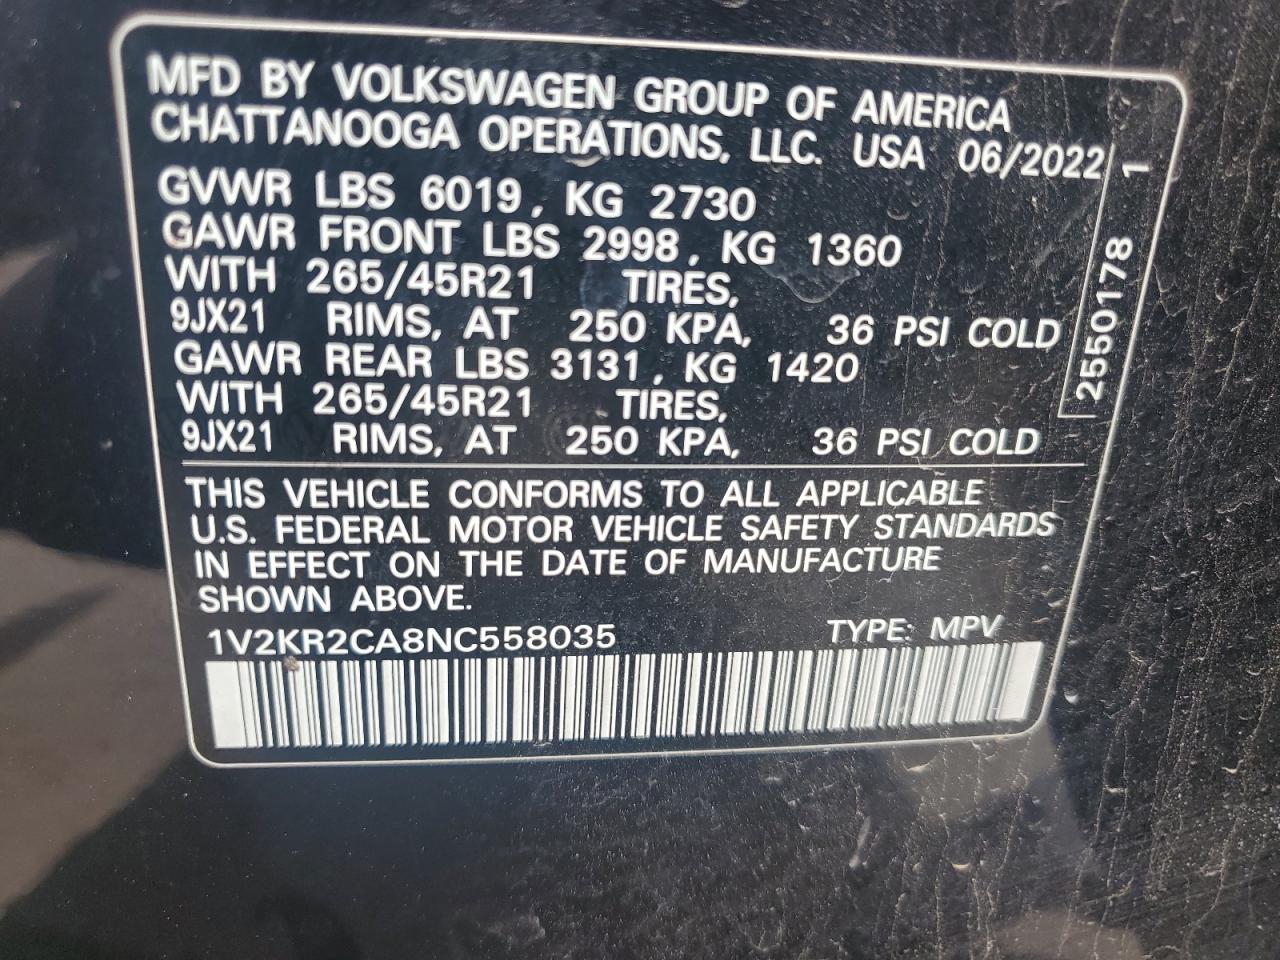 MFD BY VOLKSWAGEN GROUP OF AMERICA
CHATTANOOGA OPERATIONS, LLC. USA 06/2022
GVWR LBS 6019, KG 2730
GAWR FRONT LBS 2998, KG 1360
WITH 265/45R21 TIRES,
9JX21 RIMS, AT 250 KPA, 36 PSI COLD
GAWR REAR LBS 3131, KG 1420
WITH 265/45R21 TIRES,
9JX21 RIMS, AT 250 KPA, 36 PSI COLD
2550178 1
THIS VEHICLE CONFORMS TO ALL APPLICABLE
U.S. FEDERAL MOTOR VEHICLE SAFETY STANDARDS
IN EFFECT ON THE DATE OF MANUFACTURE
SHOWN ABOVE.
1V2KR2CA8NC558035 TYPE: MPV